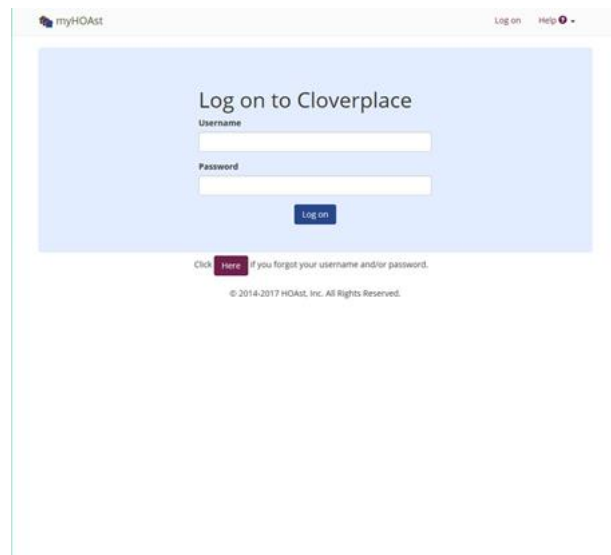 myHOAst Log on Help
Log on to Cloverplace
Username
Password
Log on
Click Here if you forgot your username and/or password.
© 2014-2017 HOAst, Inc. All Rights Reserved.